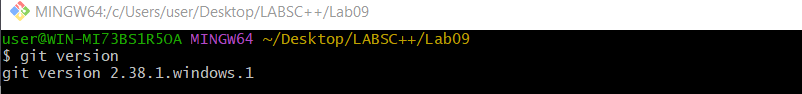 MINGW64:/c/Users/user/Desktop/LABSC++/Lab09
user@WIN-MI73BS1R5OA MINGW64 ~/Desktop/LABSC++/Lab09
$ git version
git version 2.38.1.windows.1